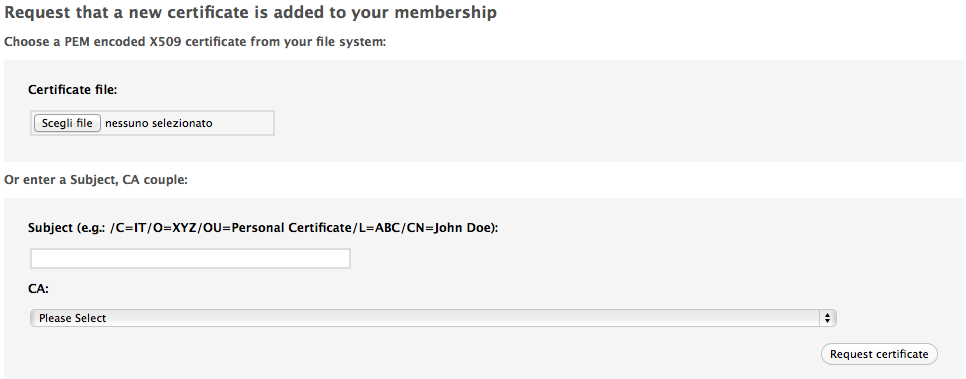 Request that a new certificate is added to your membership
Choose a PEM encoded X509 certificate from your file system:
Certificate file:
Scegli file nessuno selezionato
Or enter a Subject, CA couple:
Subject (e.g.: /C=IT/O=XYZ/OU=Personal Certificate/L=ABC/CN=John Doe):
CA:
Please Select
Request certificate